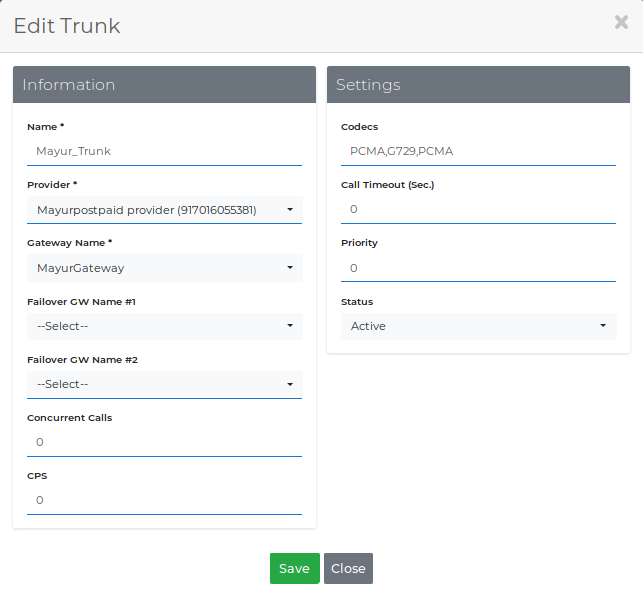 Edit Trunk
Information
Name *
Mayur_Trunk
Provider *
Mayurpostpaid provider (917016055381)
Gateway Name *
MayurGateway
Failover GW Name #1
--Select--
Failover GW Name #2
--Select--
Concurrent Calls
0
CPS
0
Settings
Codecs
PCMA,G729,PCMA
Call Timeout (Sec.)
0
Priority
0
Status
Active
Save
Close